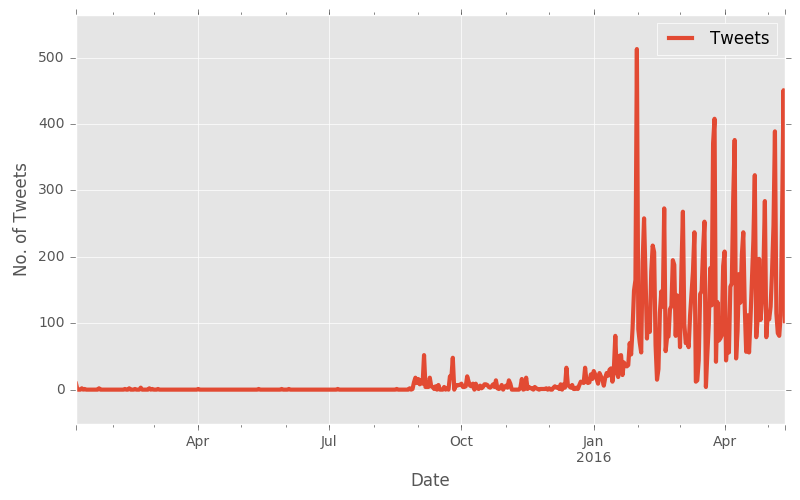 Tweets
500
400
300
200
100
0
No. of Tweets
Apr
Jul
Oct
Jan
2016
Apr
Date